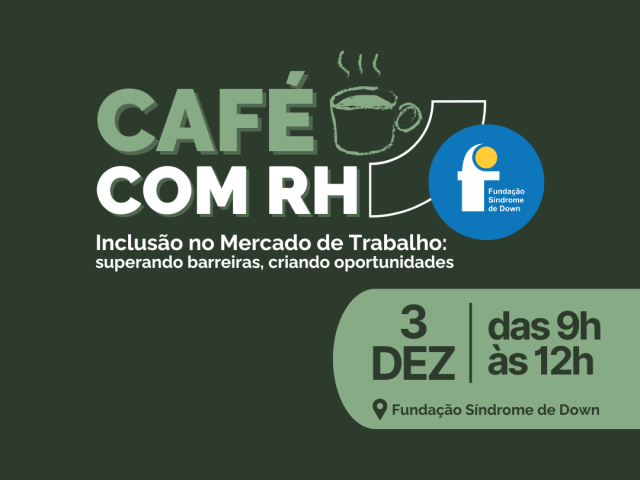 CAFÉ
COM RH
Fundação
Síndrome
de Down
Inclusão no Mercado de Trabalho:
superando barreiras, criando oportunidades
3
DEZ
das 9h
às 12h
Fundação Síndrome de Down